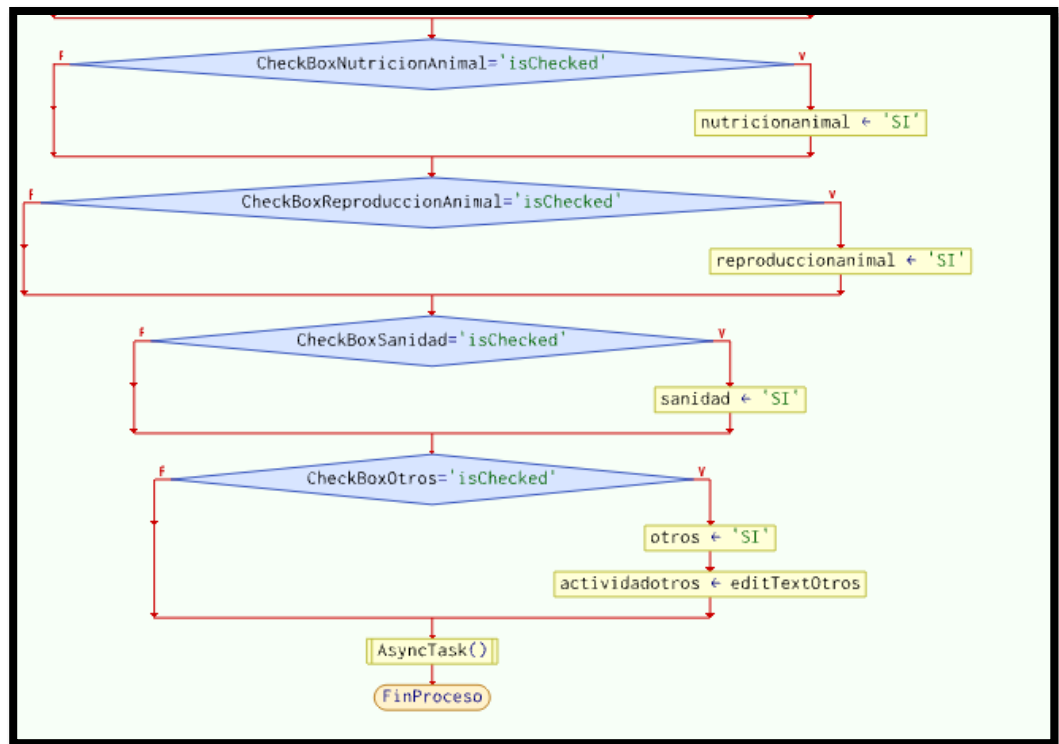 F
V
CheckBoxNutricionAnimal='isChecked'
nutricionanimal ← 'SI'
F
V
CheckBoxReproduccionAnimal='isChecked'
reproduccionanimal ← 'SI'
F
V
CheckBoxSanidad='isChecked'
sanidad ← 'SI'
F
V
CheckBoxOtros='isChecked'
otros ← 'SI'
actividadotros ← editTextOtros
AsyncTask()
FinProceso